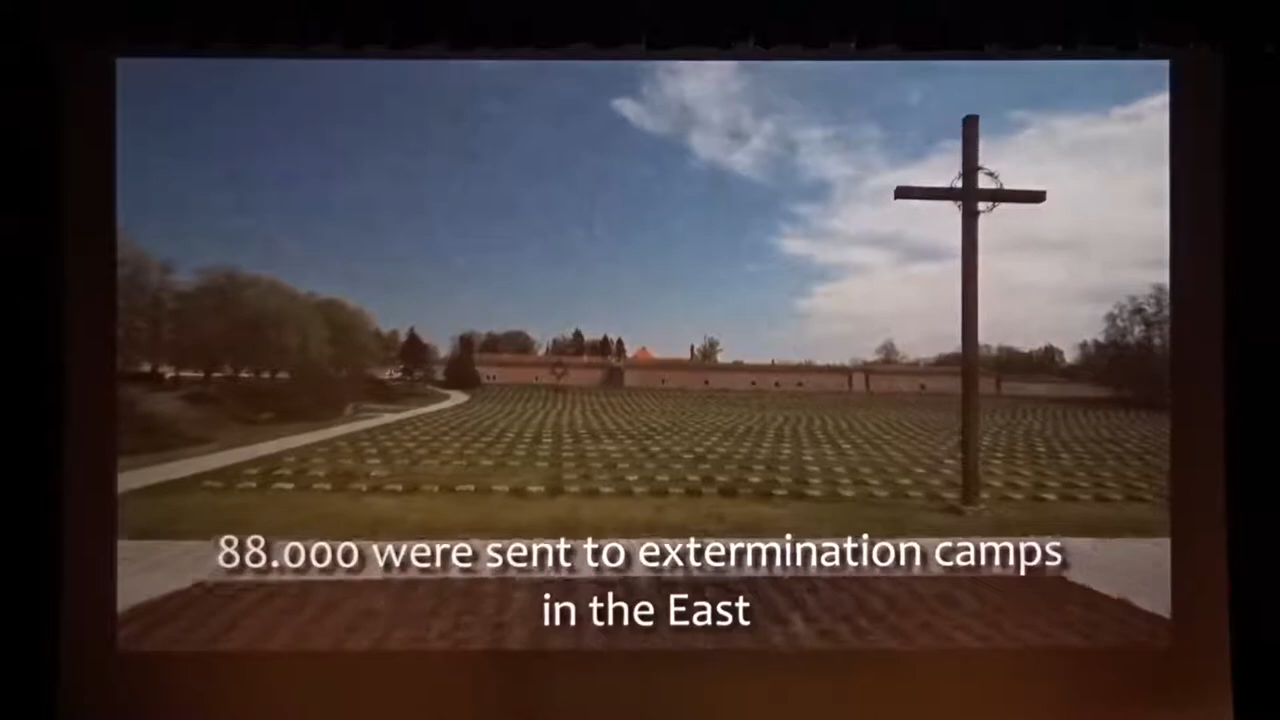 88.000 were sent to extermination camps
in the East